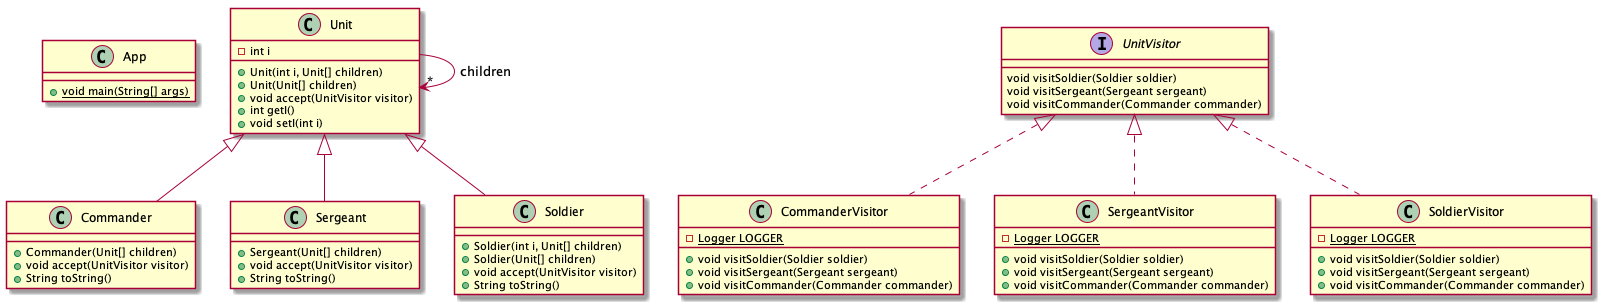 C App
void main(String[] args)
C Unit
int i
Unit(int i, Unit[] children)
Unit(Unit[] children)
void accept(UnitVisitor visitor)
int getI()
void setI(int i)
children
*
I UnitVisitor
void visitSoldier(Soldier soldier)
void visitSergeant(Sergeant sergeant)
void visitCommander(Commander commander)
C Commander
Commander(Unit[] children)
void accept(UnitVisitor visitor)
String toString()
C Sergeant
Sergeant(Unit[] children)
void accept(UnitVisitor visitor)
String toString()
C Soldier
Soldier(int i, Unit[] children)
Soldier(Unit[] children)
void accept(UnitVisitor visitor)
String toString()
C CommanderVisitor
Logger LOGGER
void visitSoldier(Soldier soldier)
void visitSergeant(Sergeant sergeant)
void visitCommander(Commander commander)
C SergeantVisitor
Logger LOGGER
void visitSoldier(Soldier soldier)
void visitSergeant(Sergeant sergeant)
void visitCommander(Commander commander)
C SoldierVisitor
Logger LOGGER
void visitSoldier(Soldier soldier)
void visitSergeant(Sergeant sergeant)
void visitCommander(Commander commander)